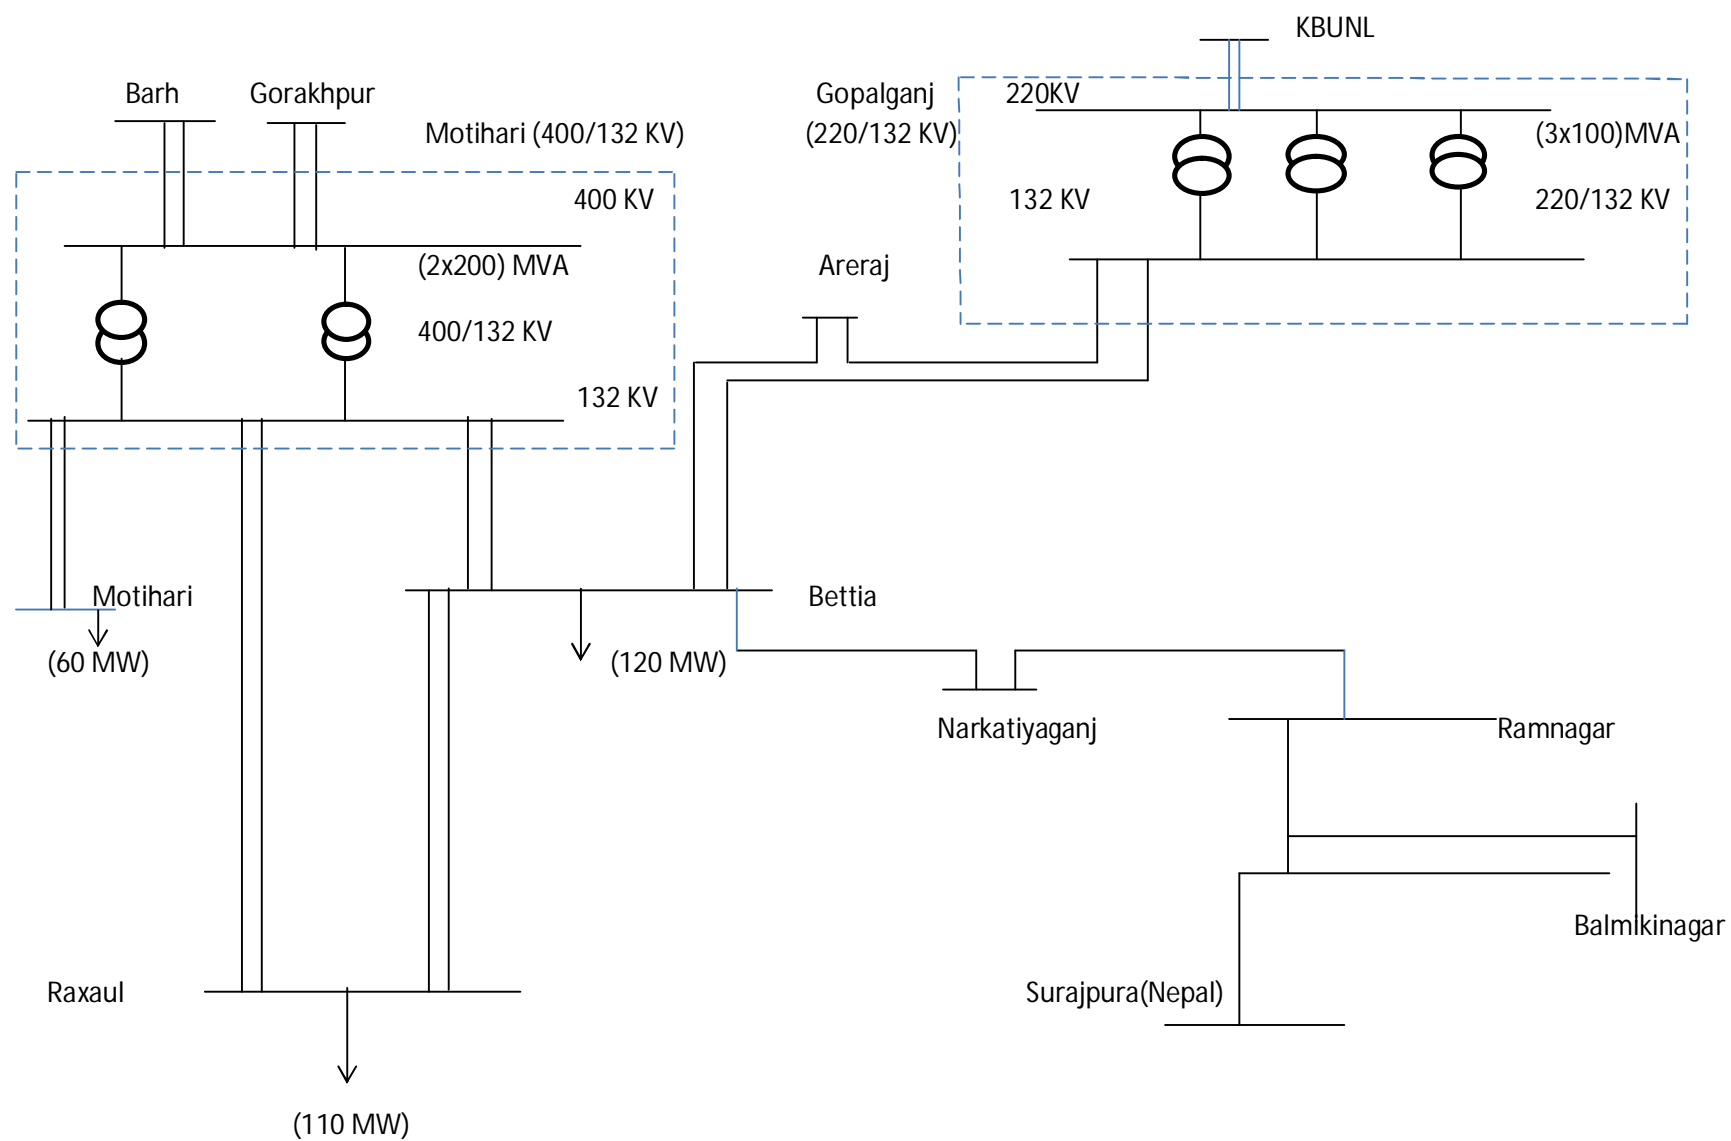 KBUNL
Barh
Gorakhpur
Gopalganj
220KV
Motihari (400/132 KV)
(220/132 KV)
(3x100)MVA
400 KV
132 KV
220/132 KV
(2x200) MVA
Areraj
400/132 KV
132 KV
Motihari
Bettia
(60 MW)
(120 MW)
Narkatiyaganj
Ramnagar
Balmikinagar
Raxaul
Surajpura(Nepal)
(110 MW)